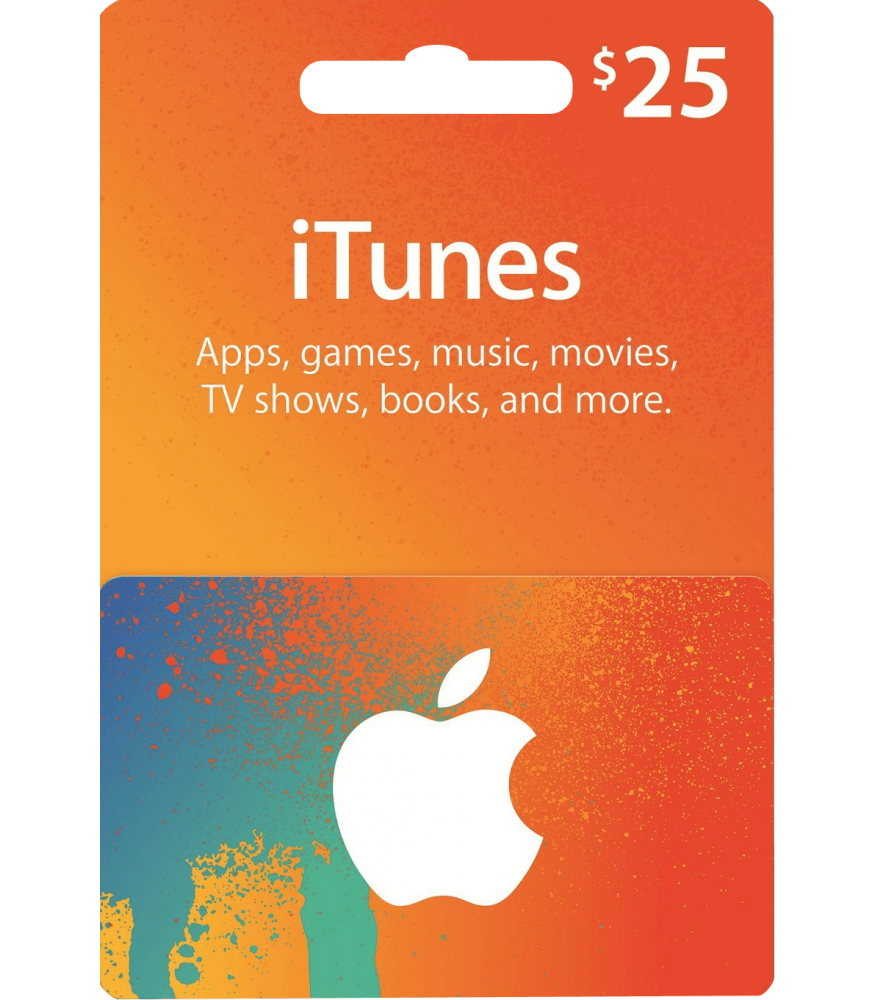 $25
iTunes
Apps, games, music, movies,
TV shows, books, and more.